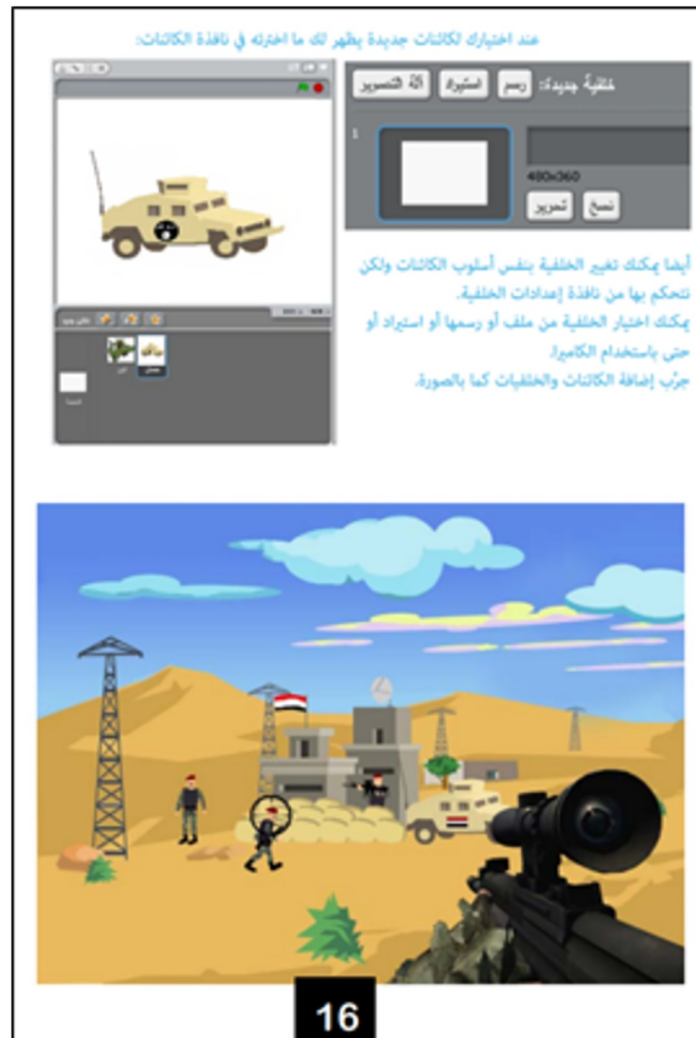 عند اختيارك لكائنات جديدة يظهر لك ما اخترته في نافذة الكائنات:
خلفية جديدة: رسم استيراد آلة التصوير
1
480x360
نسخ تحرير
أيضا يمكنك تغيير الخلفية بنفس أسلوب الكائنات ولكن
نتحكم بها من نافذة إعدادات الخلفية.
يمكنك اختيار الخلفية من ملف أو رسمها أو استيراد أو
حتى باستخدام الكاميرا.
جرّب إضافة الكائنات والخلفيات كما بالصورة.
16